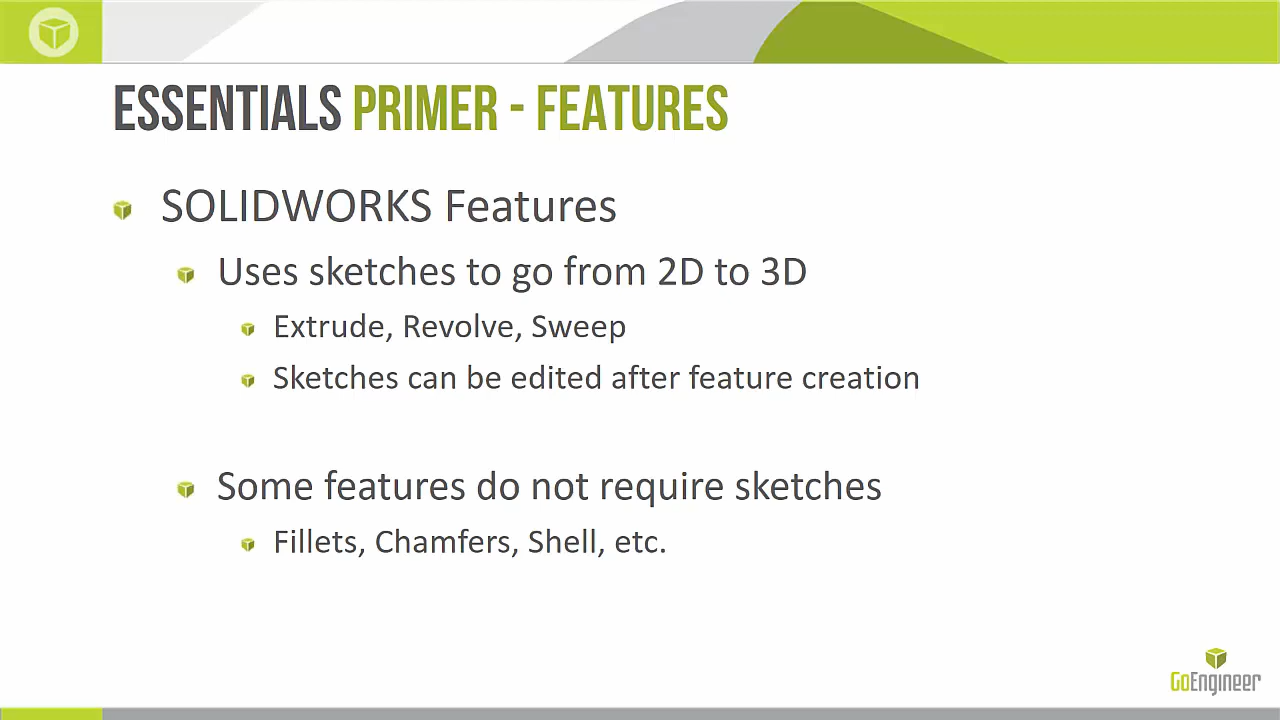 ESSENTIALS PRIMER - FEATURES
SOLIDWORKS Features
Uses sketches to go from 2D to 3D
Extrude, Revolve, Sweep
Sketches can be edited after feature creation
Some features do not require sketches
Fillets, Chamfers, Shell, etc.
GoEngineer